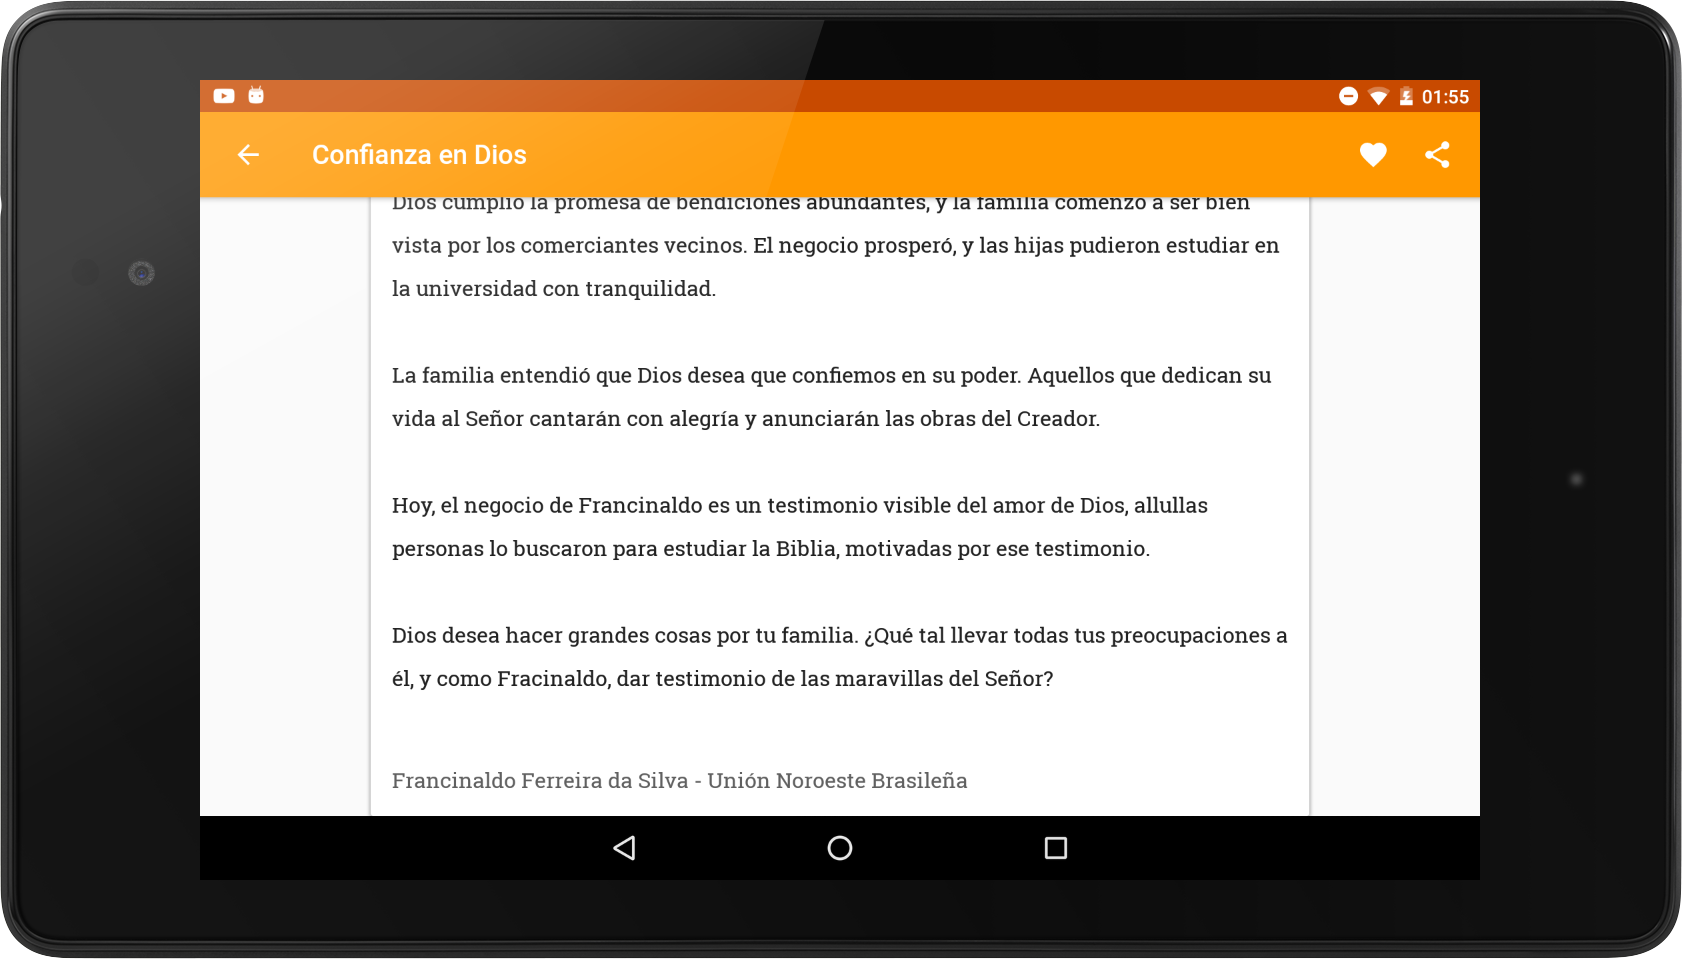 01:55
Confianza en Dios
Dios cumplió la promesa de bendiciones abundantes, y la familia comenzó a ser bien
vista por los comerciantes vecinos. El negocio prosperó, y las hijas pudieron estudiar en
la universidad con tranquilidad.
La familia entendió que Dios desea que confiemos en su poder. Aquellos que dedican su
vida al Señor cantarán con alegría y anunciarán las obras del Creador.
Hoy, el negocio de Francinaldo es un testimonio visible del amor de Dios, allullas
personas lo buscaron para estudiar la Biblia, motivadas por ese testimonio.
Dios desea hacer grandes cosas por tu familia. ¿Qué tal llevar todas tus preocupaciones a
él, y como Fracinaldo, dar testimonio de las maravillas del Señor?
Francinaldo Ferreira da Silva - Unión Noroeste Brasileña